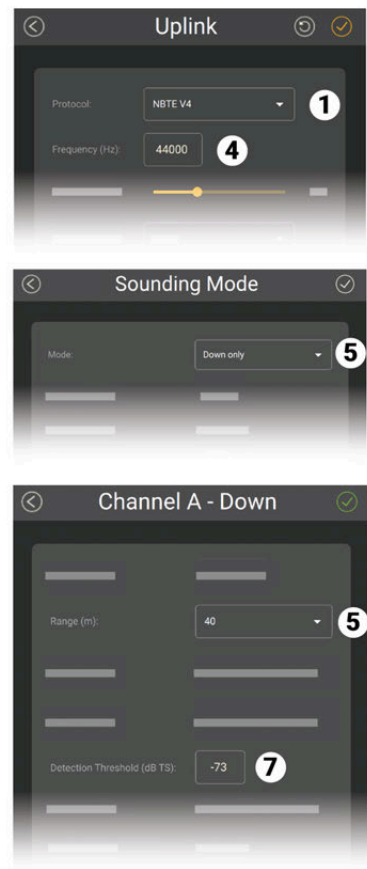 Uplink
Protocol: NBTE V4 1
Frequency (Hz): 44000 4
Sounding Mode
Mode: Down only 5
Channel A - Down
Range (m): 40 5
Detection Threshold (dB TS): -73 7